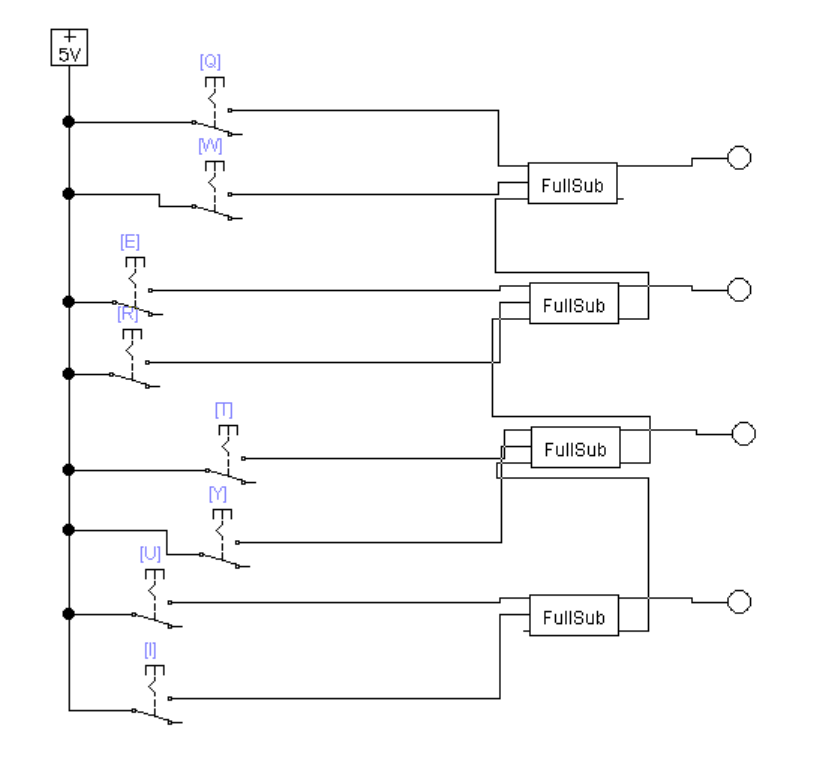 +
5V
[Q]
[W]
FullSub
[E]
[R]
FullSub
[T]
[Y]
FullSub
[U]
[I]
FullSub